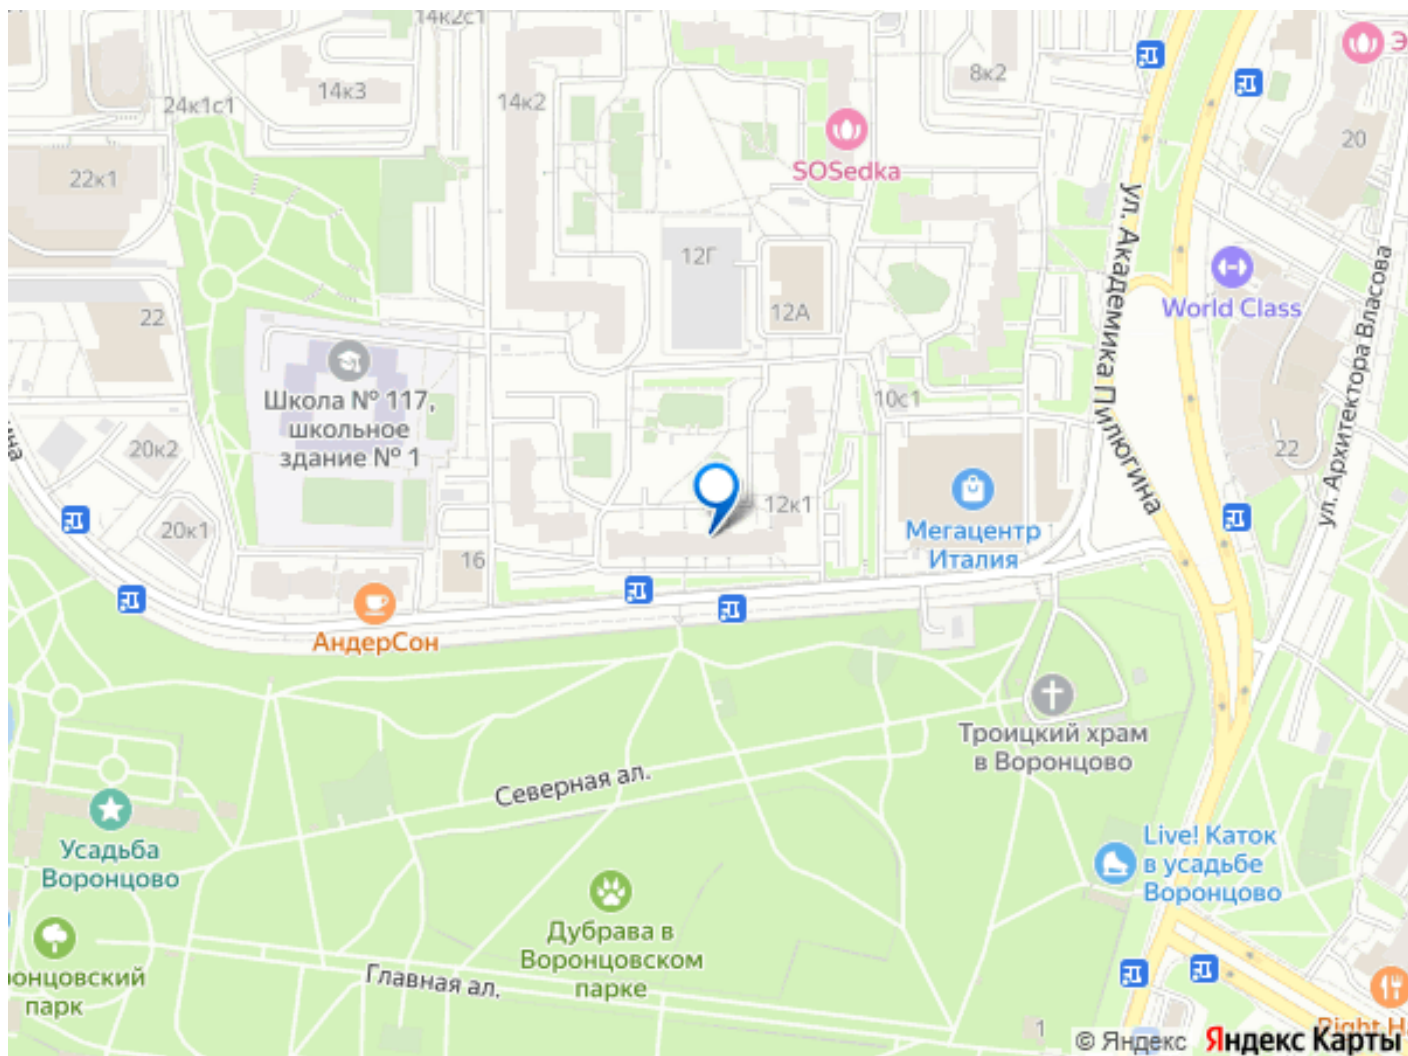 14к2с1
14к3
24к1с1
14к2
8к2
20
22к1
SOSedka
ул. Академика Пилюгина
12Г
12А
World Class
ул. Архитектора Власова
22
Школа № 117,
школьное
здание № 1
10с1
20к2
22
12к1
20к1
16
Мегацентр
Италия
АндерСон
Троицкий храм
в Воронцово
Северная ал.
Усадьба
Воронцово
Live! Каток
в усадьбе
Воронцово
Дубрава в
Воронцовском
парке
Главная ал.
ронцовский
парк
1
© Яндекс
Яндекс Карты